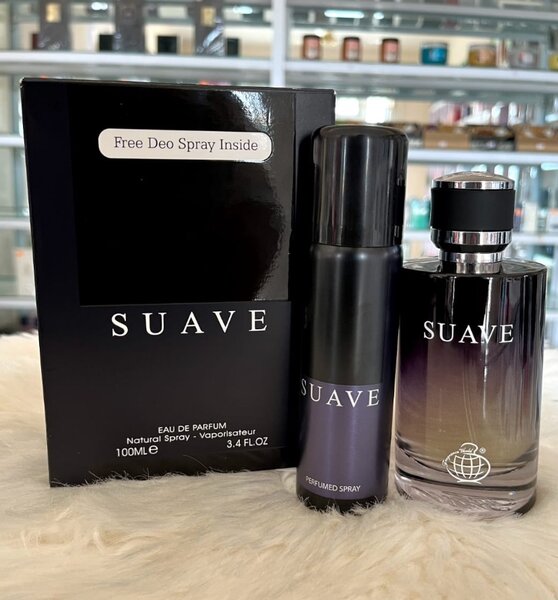 Free Deo Spray Inside
SUAVE
EAU DE PARFUM
Natural Spray - Vaporisateur
100ML e 3.4 FL.OZ
SUAVE
PERFUMED SPRAY
SUAVE